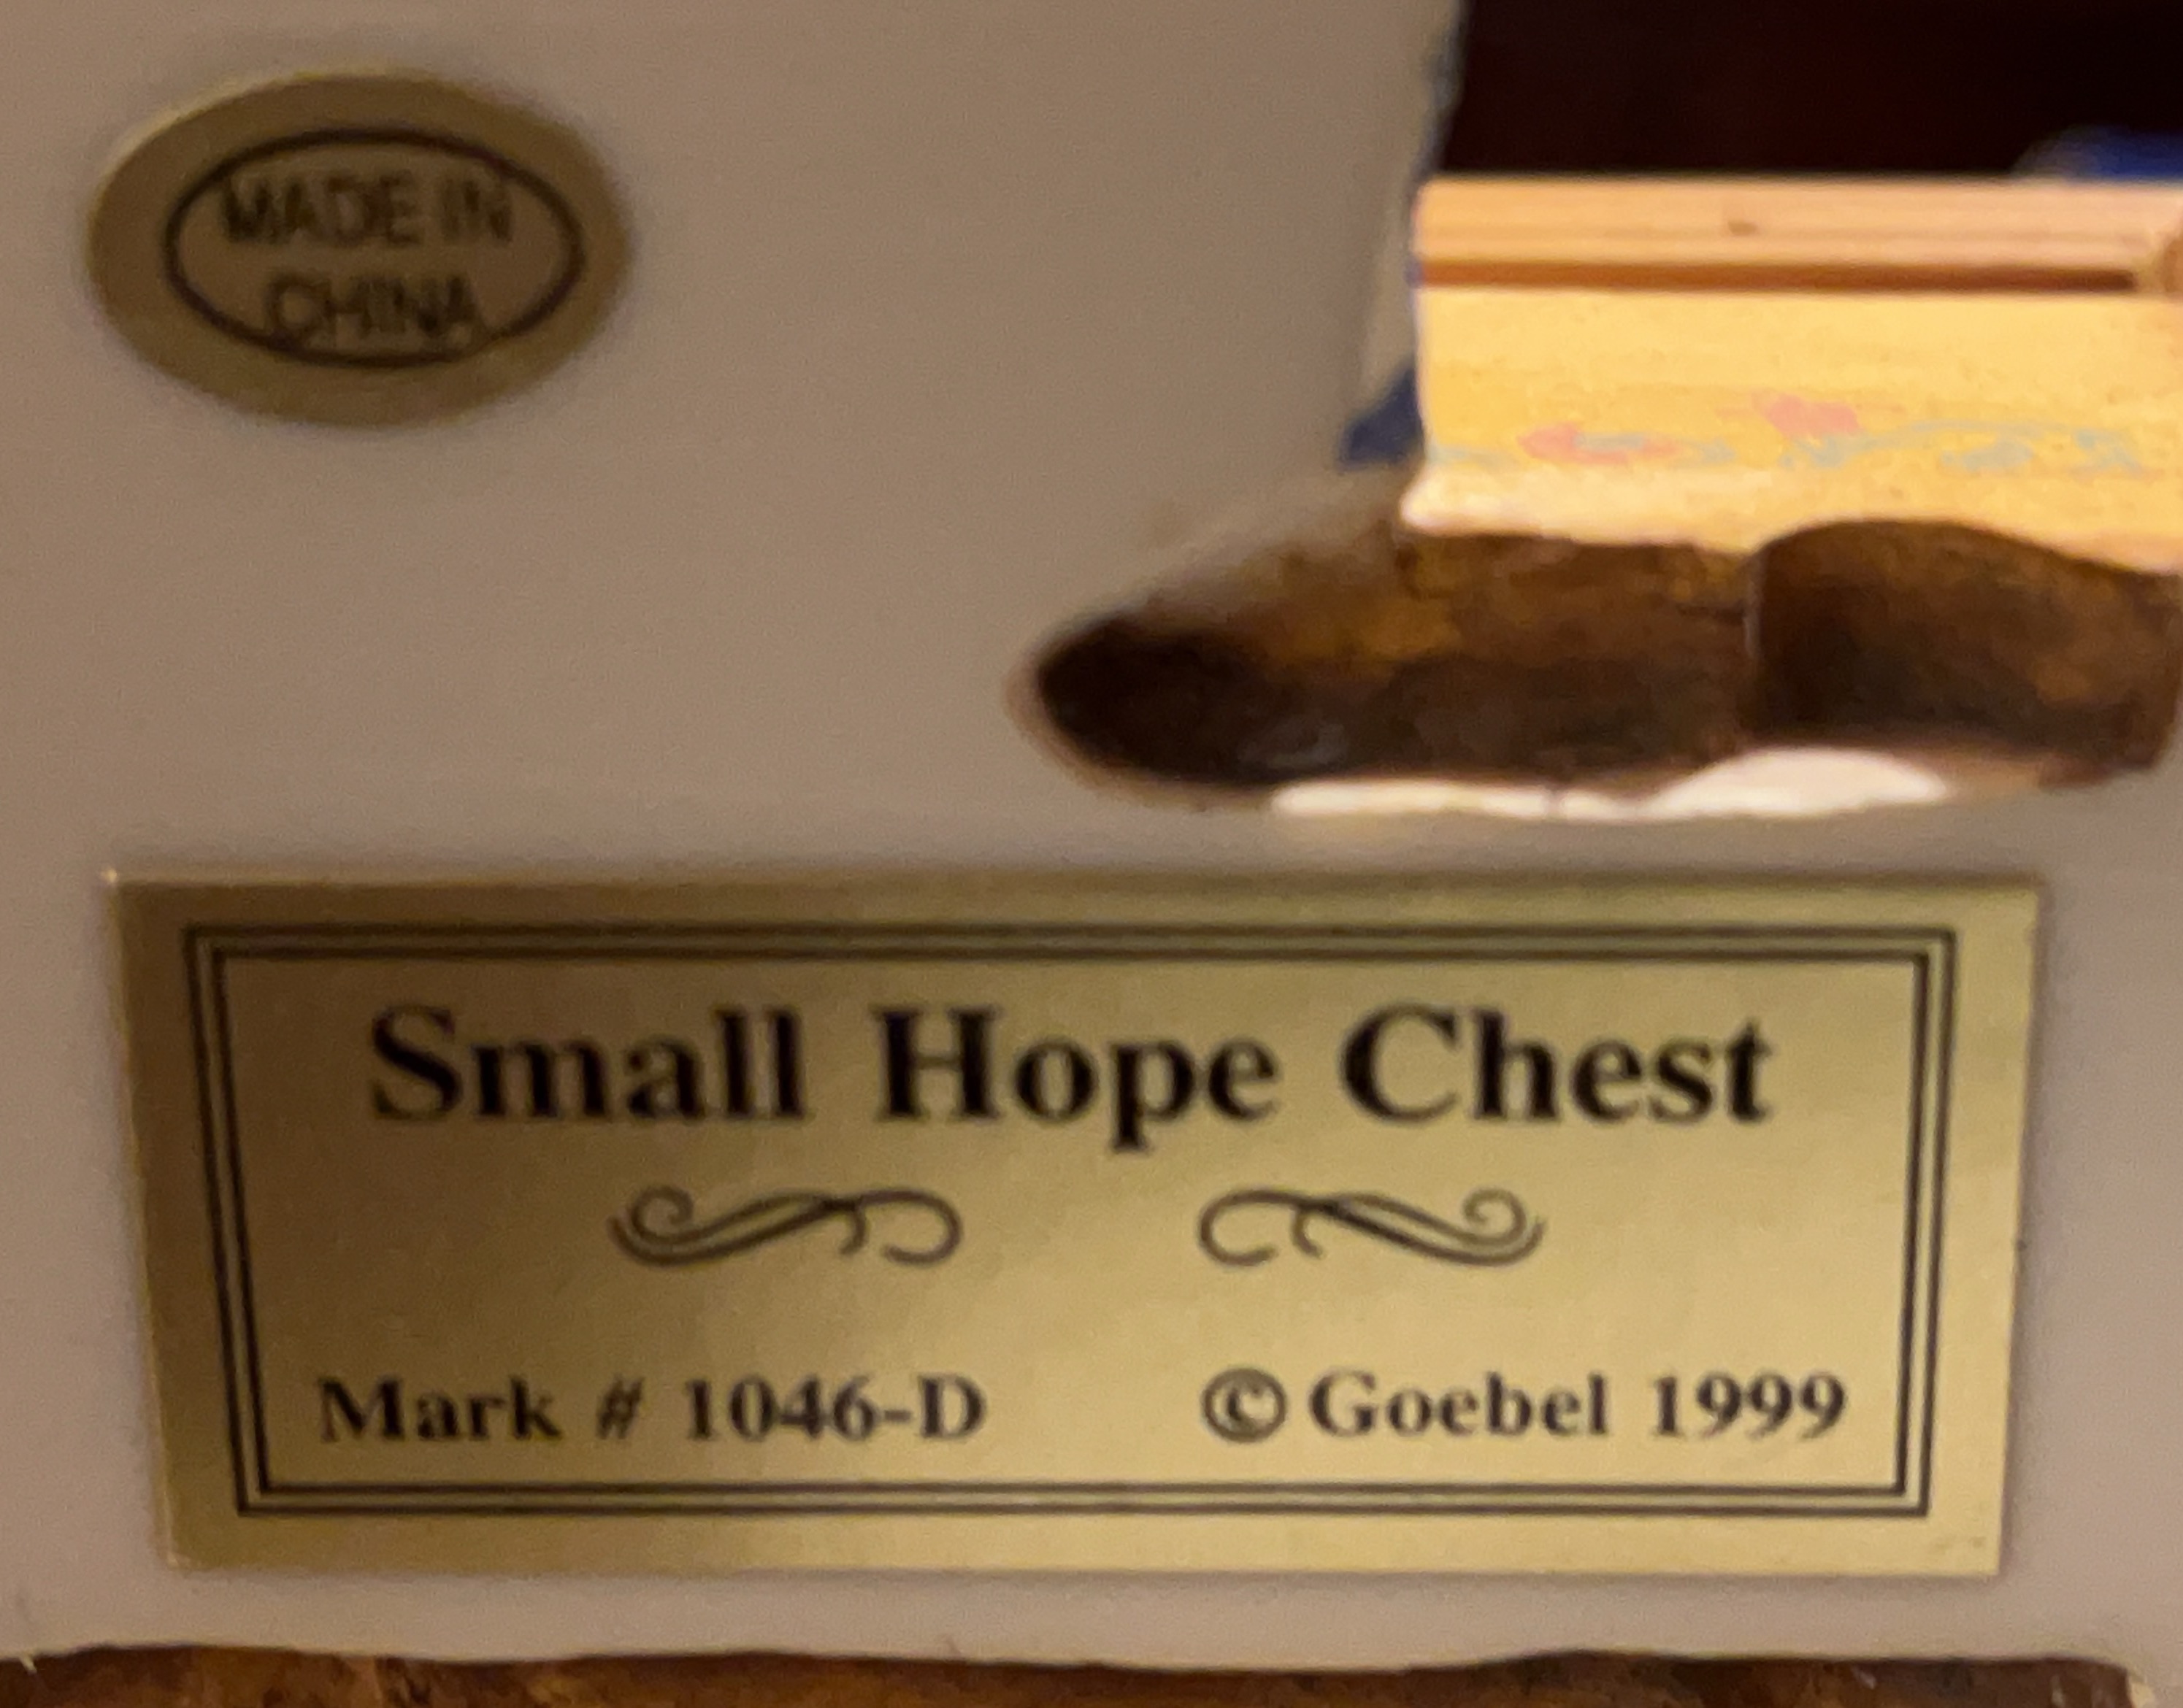 MADE IN
CHINA
Small Hope Chest
Mark # 1046-D © Goebel 1999